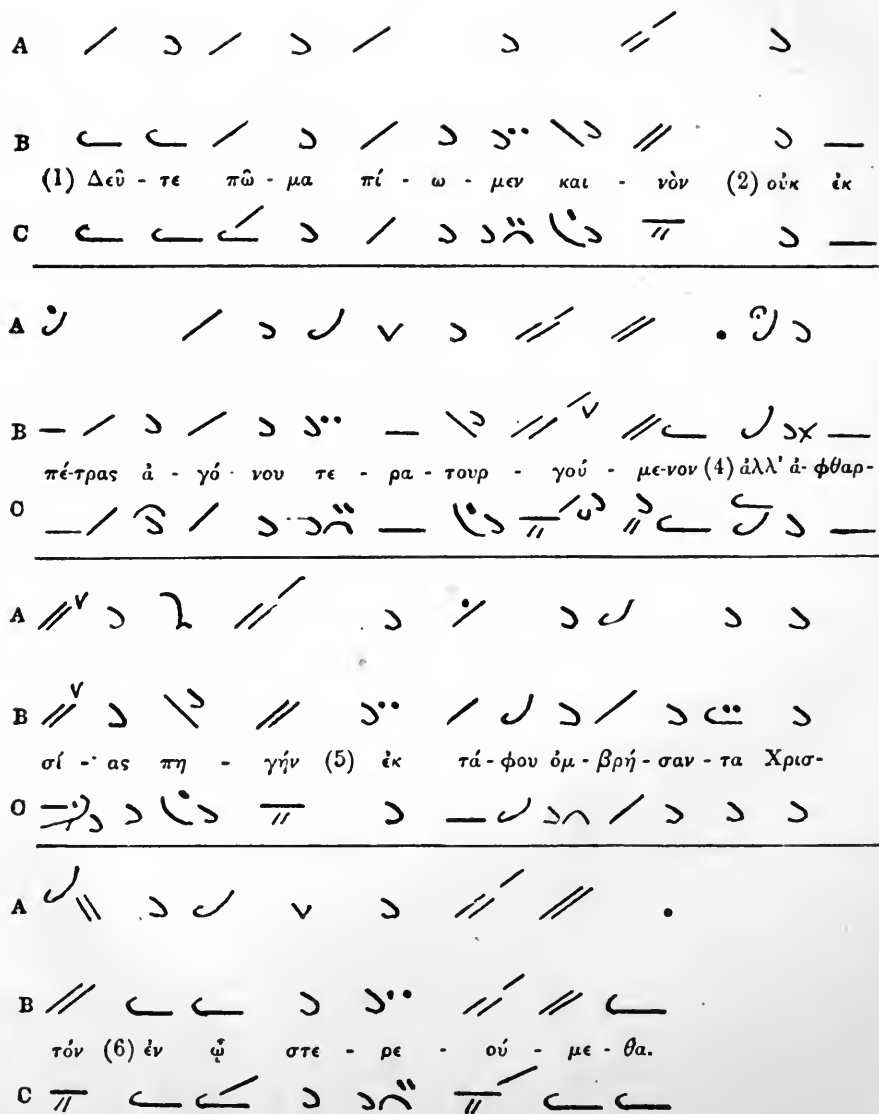 A
B
(1) Δεῦ - τε πῶ - μα πί - ω - μεν και - νὸν (2) οὐκ ἐκ
C
A
B
πέ-τρας ἀ - γό - νου τε - ρα - τουρ - γού - με-νον (4) ἀλλ' ἀ- φθαρ-
C
A
B
σί - ας πη - γήν (5) ἐκ τά - φου ὀμ - βρή - σαν - τα Χρισ-
C
A
B
τόν (6) ἐν ᾧ στε - ρε - ού - με - θα.
C